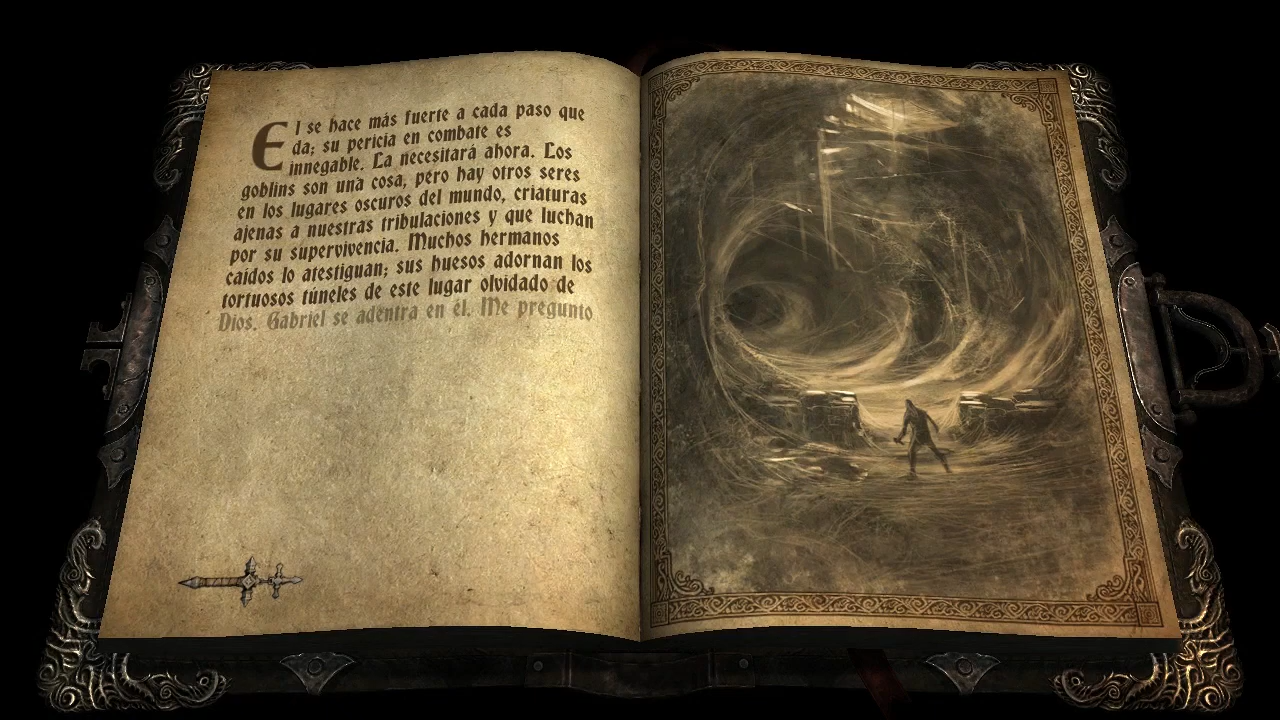 El se hace más fuerte a cada paso que
da; su pericia en combate es
innegable. La necesitará ahora. Los
goblins son una cosa, pero hay otros seres
en los lugares oscuros del mundo, criaturas
ajenas a nuestras tribulaciones y que luchan
por su supervivencia. Muchos hermanos
caídos lo atestiguan; sus huesos adornan los
tortuosos túneles de este lugar olvidado de
Dios. Gabriel se adentra en él. Me pregunto